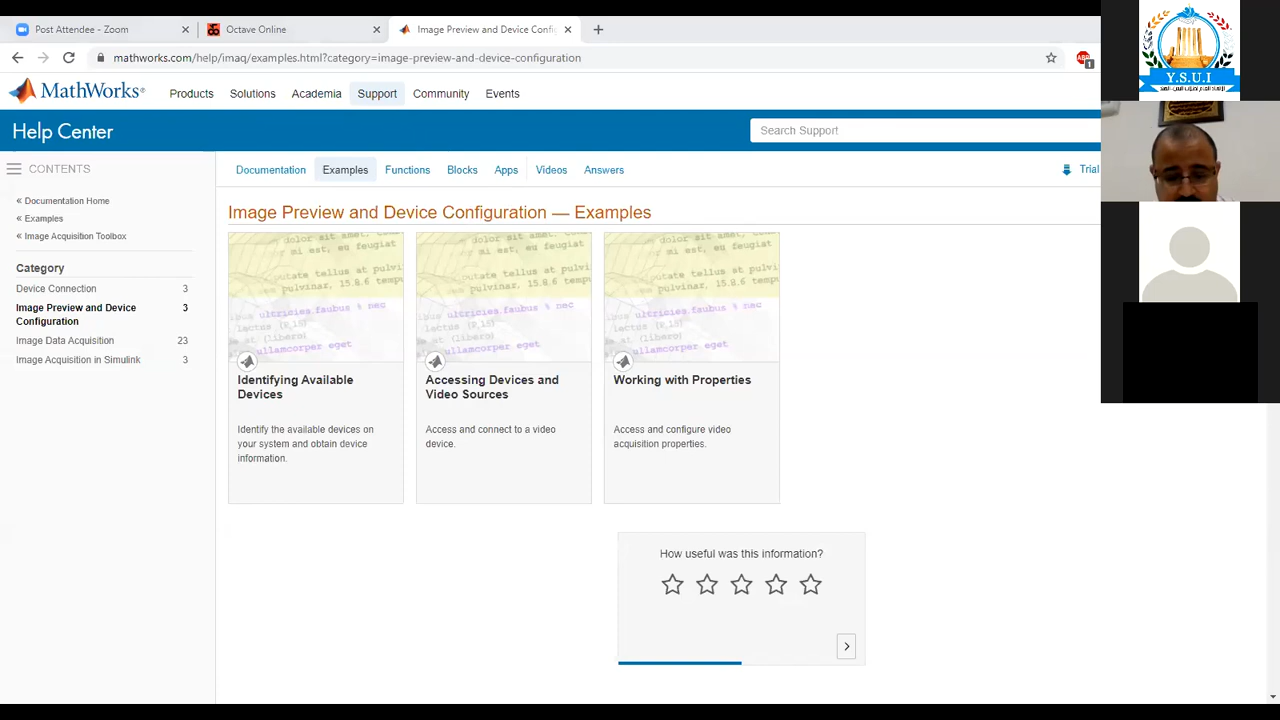 Post Attendee - Zoom
Octave Online
Image Preview and Device Confi
mathworks.com/help/imaq/examples.html?category=image-preview-and-device-configuration
1
MathWorks®
Products
Solutions
Academia
Support
Community
Events
Help Center
Search Support
CONTENTS
Documentation
Examples
Functions
Blocks
Apps
Videos
Answers
Trial
« Documentation Home
« Examples
« Image Acquisition Toolbox
Category
Device Connection 3
Image Preview and Device 3
Configuration
Image Data Acquisition 23
Image Acquisition in Simulink 3
Image Preview and Device Configuration — Examples
Identifying Available
Devices
Identify the available devices on
your system and obtain device
information.
Accessing Devices and
Video Sources
Access and connect to a video
device.
Working with Properties
Access and configure video
acquisition properties.
How useful was this information?
Y.S.U.I